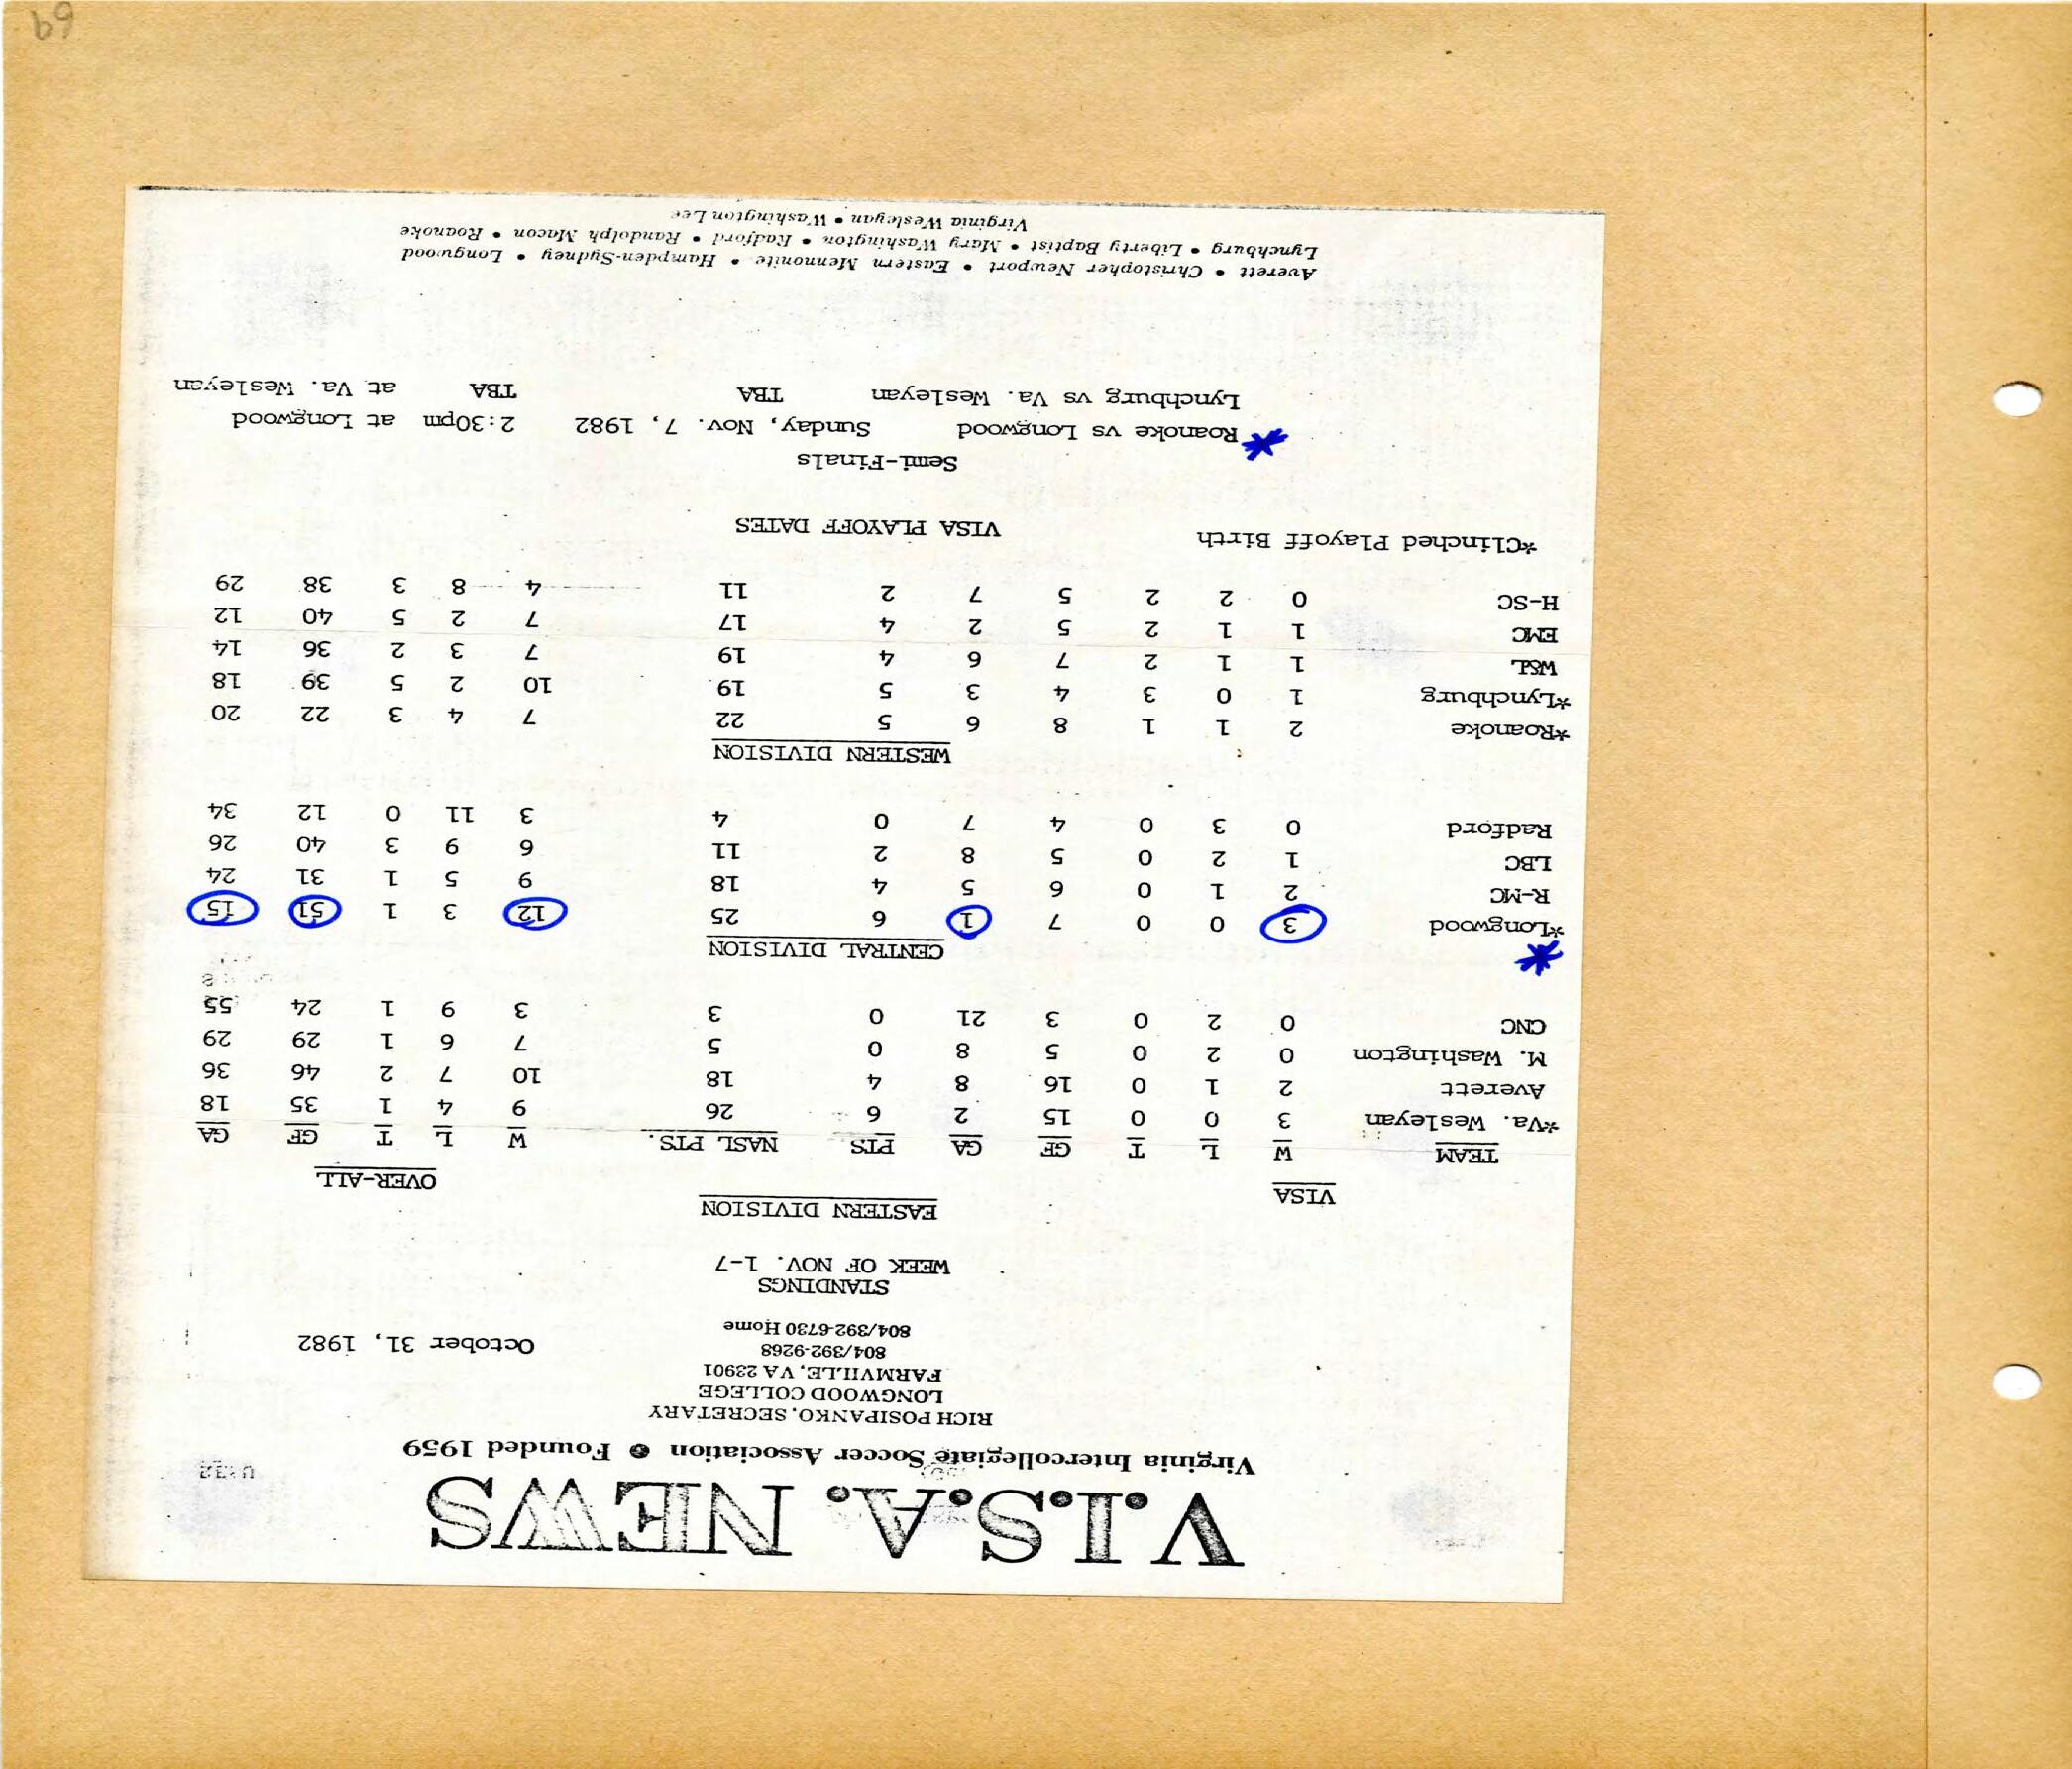 V.I.S.A. NEWS
Virginia Intercollegiate Soccer Association • Founded 1959
RICH POSIPANKO, SECRETARY
LONGWOOD COLLEGE
FARMVILLE, VA 23901
804/392-9268
804/392-6730 Home
October 31, 1982
STANDINGS
WEEK OF NOV. 1-7
EASTERN DIVISION
VISA OVER-ALL
TEAM W L T GF GA PTS NASL PTS. W L T GF GA
*Va. Wesleyan 3 0 0 15 2 6 26 9 4 1 35 18
Averett 2 1 0 16 8 4 18 10 7 2 46 36
M. Washington 0 2 0 5 8 0 5 7 6 1 29 29
CNC 0 2 0 3 21 0 3 3 9 1 24 55
CENTRAL DIVISION
*Longwood 3 0 0 7 1 6 25 12 3 1 51 15
R-MC 2 1 0 6 5 4 18 9 5 1 31 24
LBC 1 2 0 5 8 2 11 6 9 3 40 26
Radford 0 3 0 4 7 0 4 3 11 0 12 34
WESTERN DIVISION
*Roanoke 2 1 1 8 6 5 22 7 4 3 22 20
*Lynchburg 1 0 3 4 3 5 19 10 2 5 39 18
W&L 1 1 2 7 6 4 19 7 3 2 36 14
EMC 1 1 2 5 2 4 17 7 2 5 40 12
H-SC 0 2 2 5 7 2 11 4 8 3 38 29
*Clinched Playoff Birth
VISA PLAYOFF DATES
Semi-Finals
Roanoke vs Longwood Sunday, Nov. 7, 1982 2:30pm at Longwood
Lynchburg vs Va. Wesleyan TBA TBA at Va. Wesleyan
Averett • Christopher Newport • Eastern Mennonite • Hampden-Sydney • Longwood
Lynchburg • Liberty Baptist • Mary Washington • Radford • Randolph Macon • Roanoke
Virginia Wesleyan • Washington Lee
69